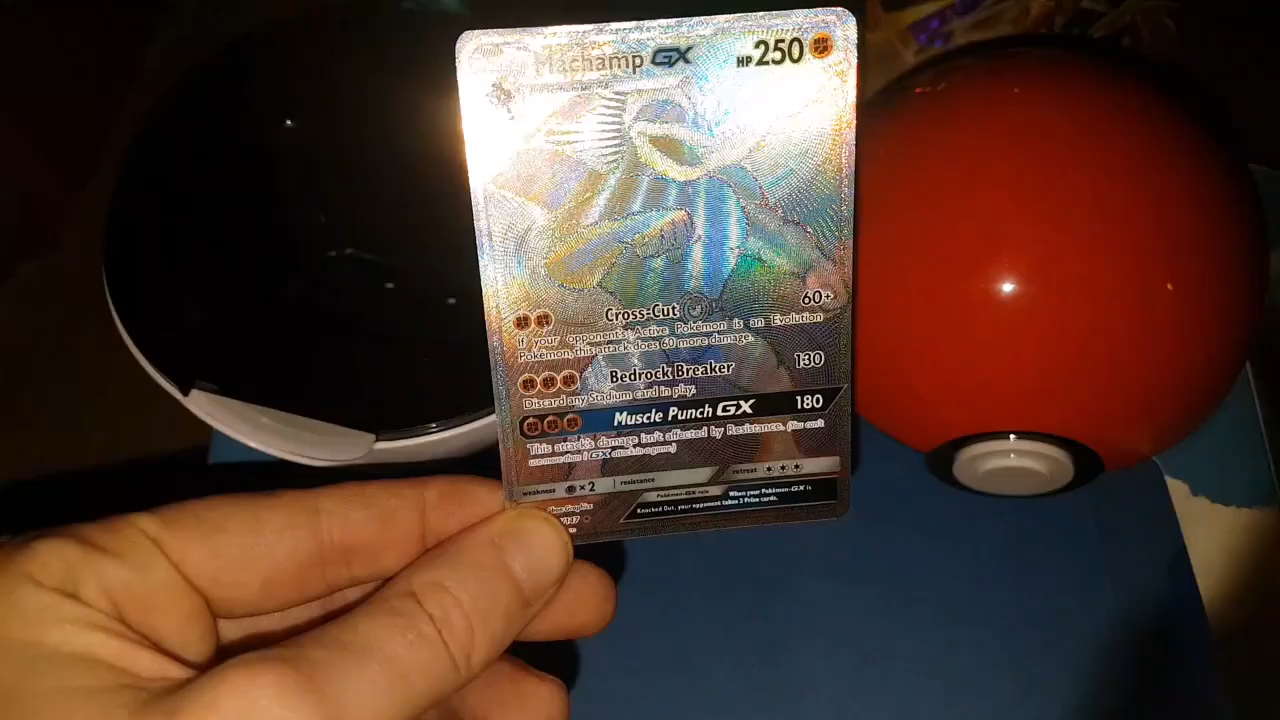 Machamp GX HP 250
Cross-Cut 60+
If your opponent's Active Pokémon is an Evolution
Pokémon, this attack does 60 more damage.
Bedrock Breaker 130
Discard any Stadium card in play.
Muscle Punch GX 180
This attack's damage isn't affected by Resistance. (You can't
use more than 1 GX attack in a game.)
weakness ×2 resistance retreat
Pokémon-GX rule When your Pokémon-GX is
Knocked Out, your opponent takes 2 Prize cards.
Graphics
/147